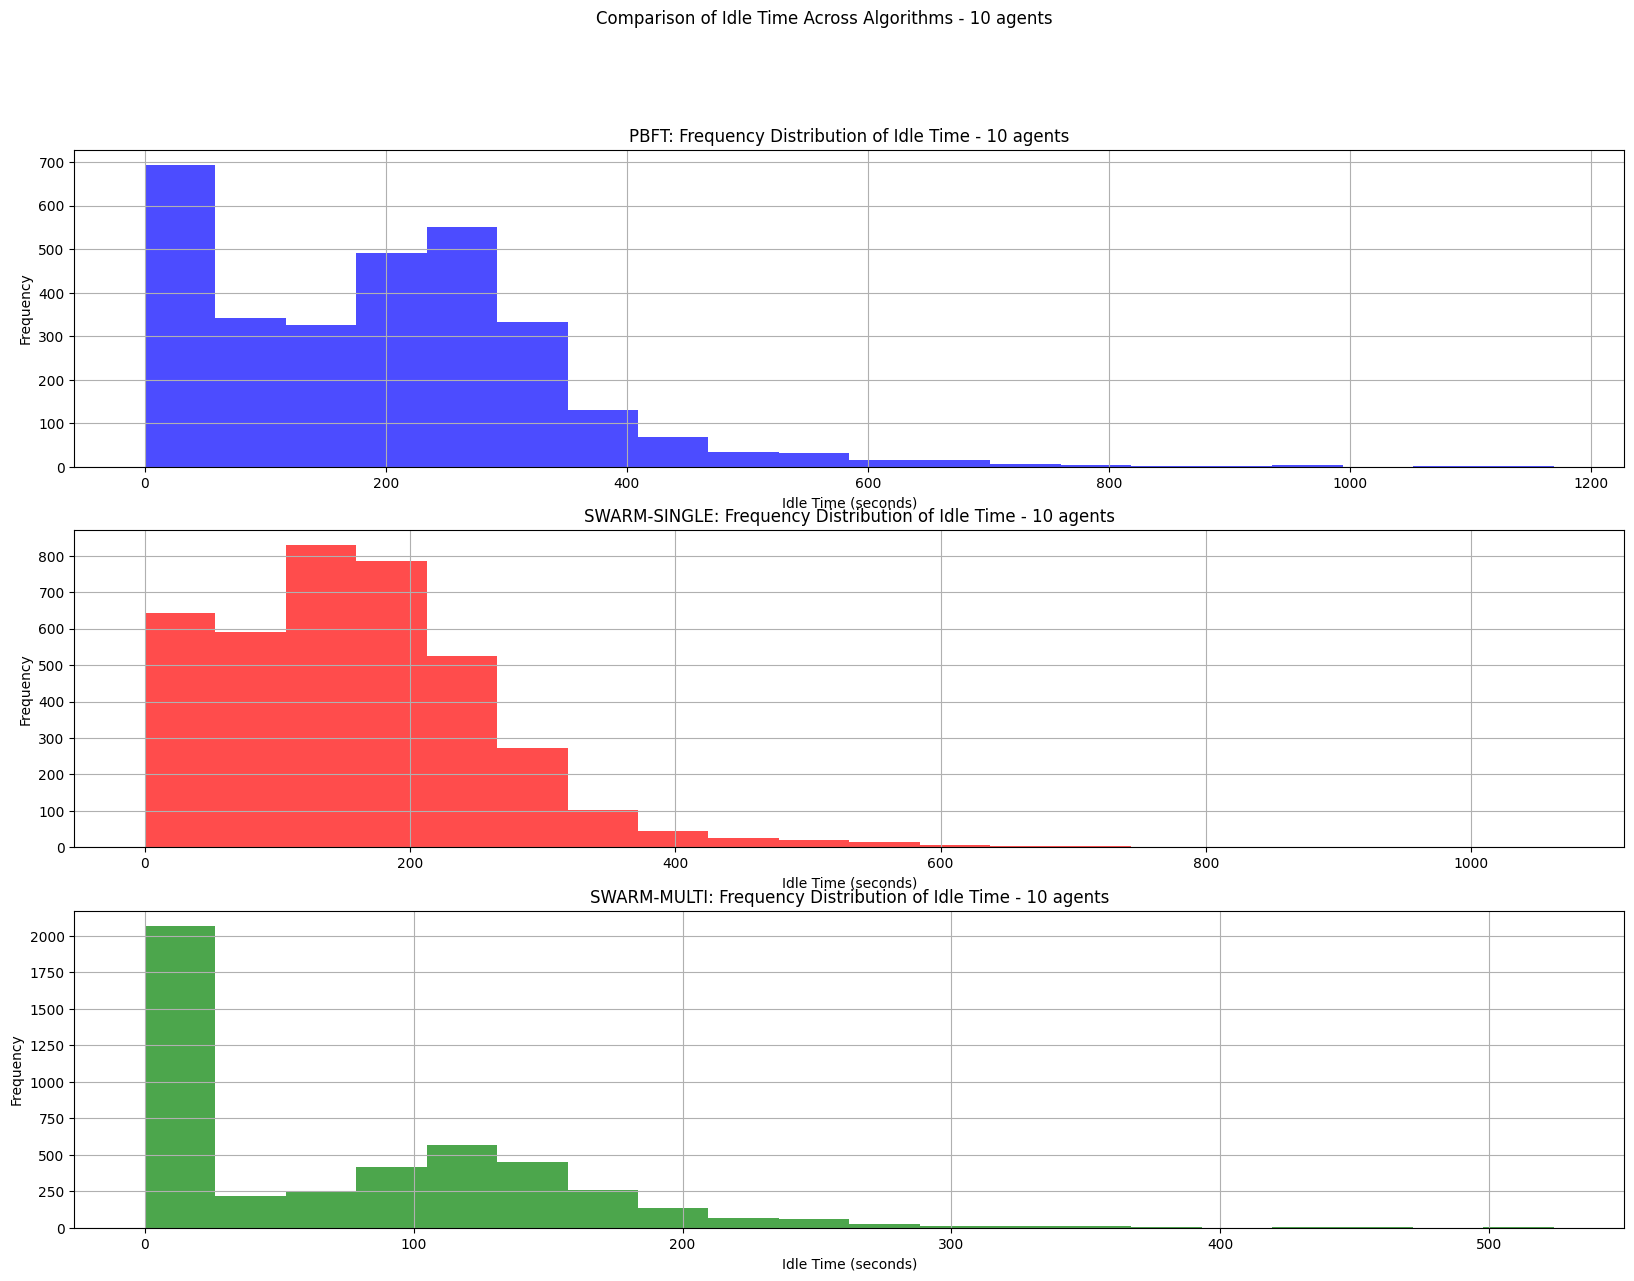 Comparison of Idle Time Across Algorithms - 10 agents
PBFT: Frequency Distribution of Idle Time - 10 agents
700
600
500
400
300
200
100
0
Frequency
0 200 400 600 800 1000 1200
Idle Time (seconds)
SWARM-SINGLE: Frequency Distribution of Idle Time - 10 agents
800
700
600
500
400
300
200
100
0
Frequency
0 200 400 600 800 1000
Idle Time (seconds)
SWARM-MULTI: Frequency Distribution of Idle Time - 10 agents
2000
1750
1500
1250
1000
750
500
250
0
Frequency
0 100 200 300 400 500
Idle Time (seconds)